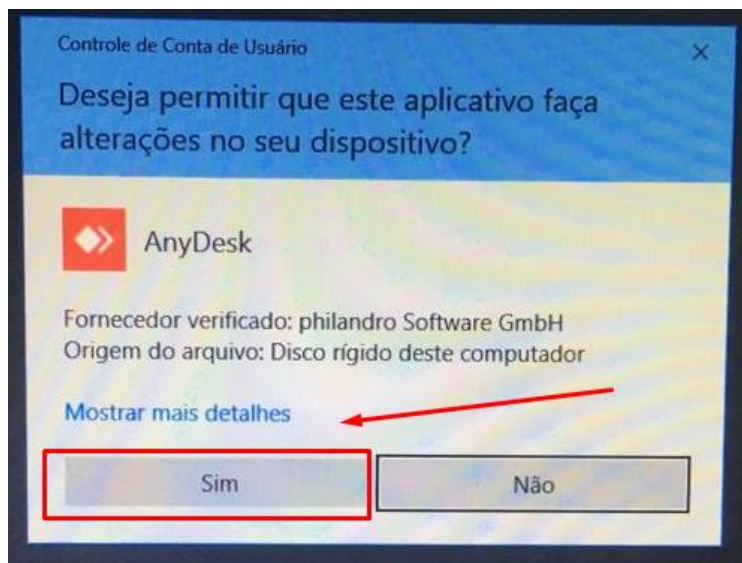 Controle de Conta de Usuário
Deseja permitir que este aplicativo faça
alterações no seu dispositivo?
AnyDesk
Fornecedor verificado: philandro Software GmbH
Origem do arquivo: Disco rígido deste computador
Mostrar mais detalhes
Sim
Não